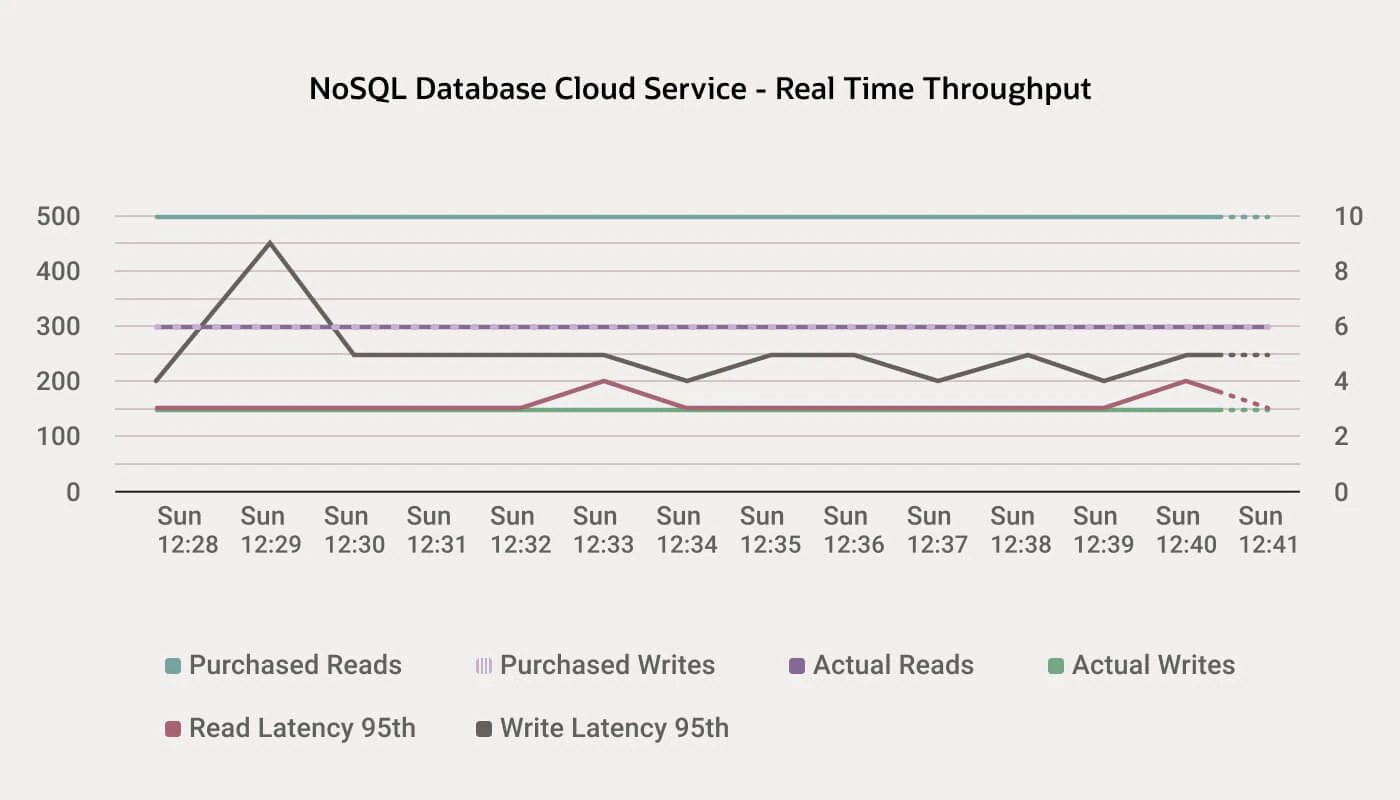 NoSQL Database Cloud Service - Real Time Throughput
500 10
400 8
300 6
200 4
100 2
0 0
Sun Sun Sun Sun Sun Sun Sun Sun Sun Sun Sun Sun Sun Sun
12:28 12:29 12:30 12:31 12:32 12:33 12:34 12:35 12:36 12:37 12:38 12:39 12:40 12:41
Purchased Reads Purchased Writes Actual Reads Actual Writes
Read Latency 95th Write Latency 95th